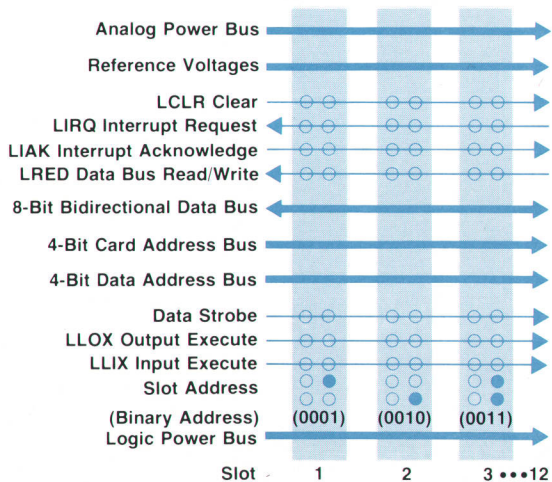 Analog Power Bus
Reference Voltages
LCLR Clear
LIRQ Interrupt Request
LIAK Interrupt Acknowledge
LRED Data Bus Read/Write
8-Bit Bidirectional Data Bus
4-Bit Card Address Bus
4-Bit Data Address Bus
Data Strobe
LLOX Output Execute
LLIX Input Execute
Slot Address
(Binary Address) (0001) (0010) (0011)
Logic Power Bus
Slot 1 2 3 •••12